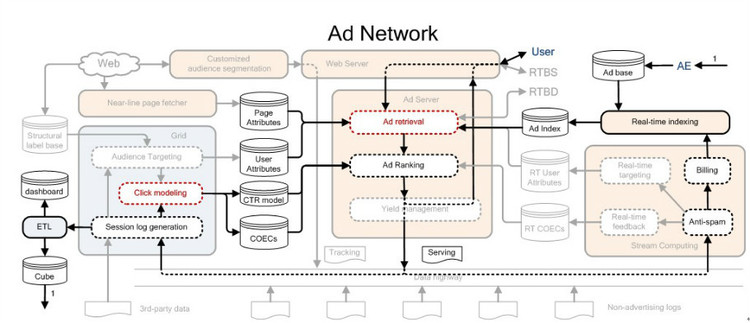 Ad Network
Web
Customized
audience segmentation
Web Server
User
RTBS
RTBD
Ad base
AE
1
Near-line page fetcher
Page
Attributes
Ad Server
Ad retrieval
Ad Index
Real-time indexing
Structural
label base
Grid
Audience Targeting
User
Attributes
Ad Ranking
RT User
Attributes
Real-time
targeting
Billing
dashboard
Click modeling
CTR model
Yield management
ETL
Session log generation
COECs
RT COECs
Real-time
feedback
Anti-spam
Stream Computing
Tracking
Serving
Cube
Data highway
1
3rd-party data
Non-advertising logs